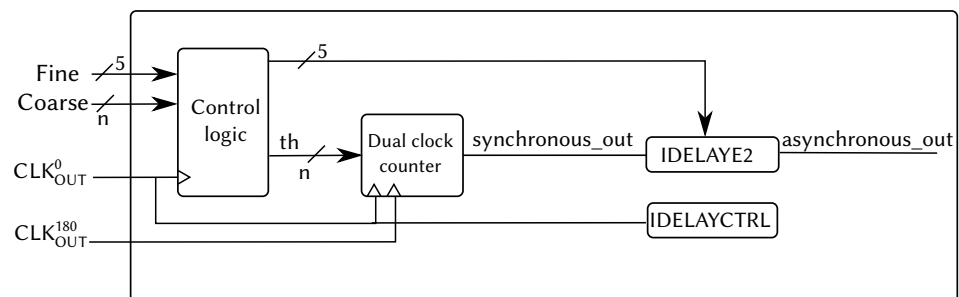 5
Fine
5
Coarse
n
Control
logic
th
n
Dual clock
counter
synchronous_out
IDELAYE2
asynchronous_out
CLK⁰OUT
IDELAYCTRL
CLK¹⁸⁰OUT